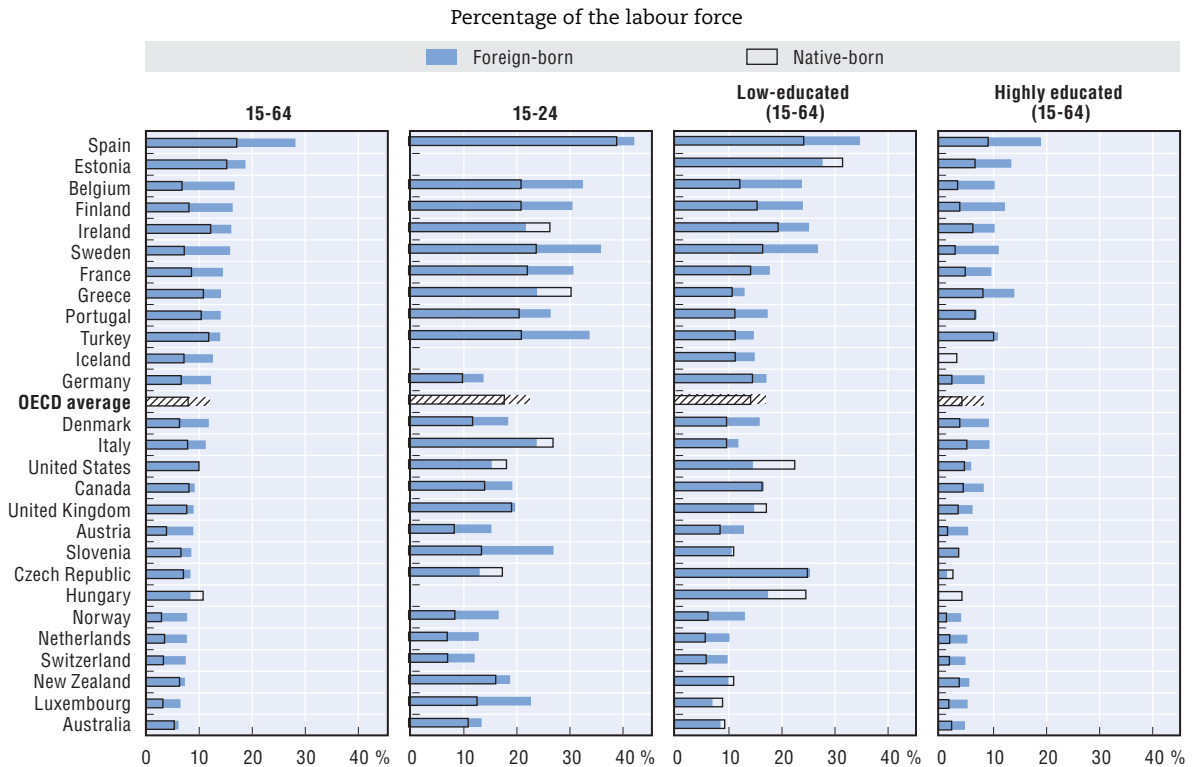 Percentage of the labour force
Foreign-born
Native-born
15-64
15-24
Low-educated
(15-64)
Highly educated
(15-64)
Spain
Estonia
Belgium
Finland
Ireland
Sweden
France
Greece
Portugal
Turkey
Iceland
Germany
OECD average
Denmark
Italy
United States
Canada
United Kingdom
Austria
Slovenia
Czech Republic
Hungary
Norway
Netherlands
Switzerland
New Zealand
Luxembourg
Australia
0 10 20 30 40 %
0 10 20 30 40 %
0 10 20 30 40 %
0 10 20 30 40 %